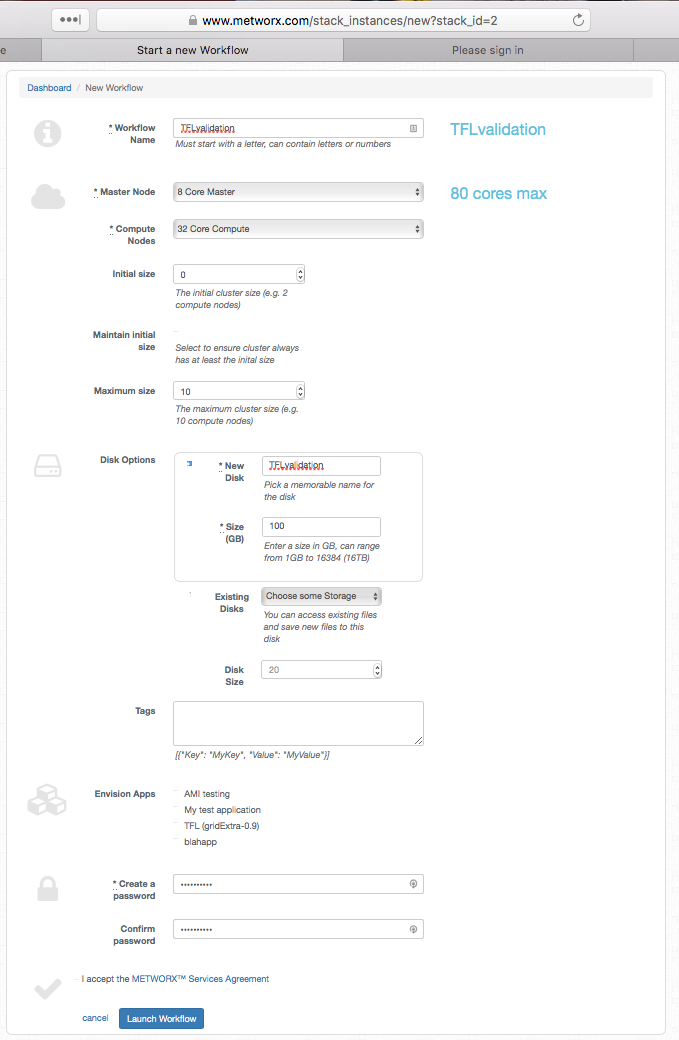 www.metworx.com/stack_instances/new?stack_id=2
e
Start a new Workflow
Please sign in
Dashboard / New Workflow
* Workflow Name
TFLvalidation
TFLvalidation
Must start with a letter, can contain letters or numbers
* Master Node
8 Core Master
80 cores max
* Compute Nodes
32 Core Compute
Initial size
0
The initial cluster size (e.g. 2
compute nodes)
Maintain initial
size
Select to ensure cluster always
has at least the inital size
Maximum size
10
The maximum cluster size (e.g.
10 compute nodes)
Disk Options
* New
Disk
TFLvalidation
Pick a memorable name for
the disk
* Size
(GB)
100
Enter a size in GB, can range
from 1GB to 16384 (16TB)
Existing
Disks
Choose some Storage
You can access existing files
and save new files to this
disk
Disk
Size
20
Tags
[{"Key": "MyKey", "Value": "MyValue"}]
Envision Apps
AMI testing
My test application
TFL (gridExtra-0.9)
blahapp
* Create a
password
••••••••••
Confirm
password
••••••••••
I accept the METWORX™ Services Agreement
cancel
Launch Workflow